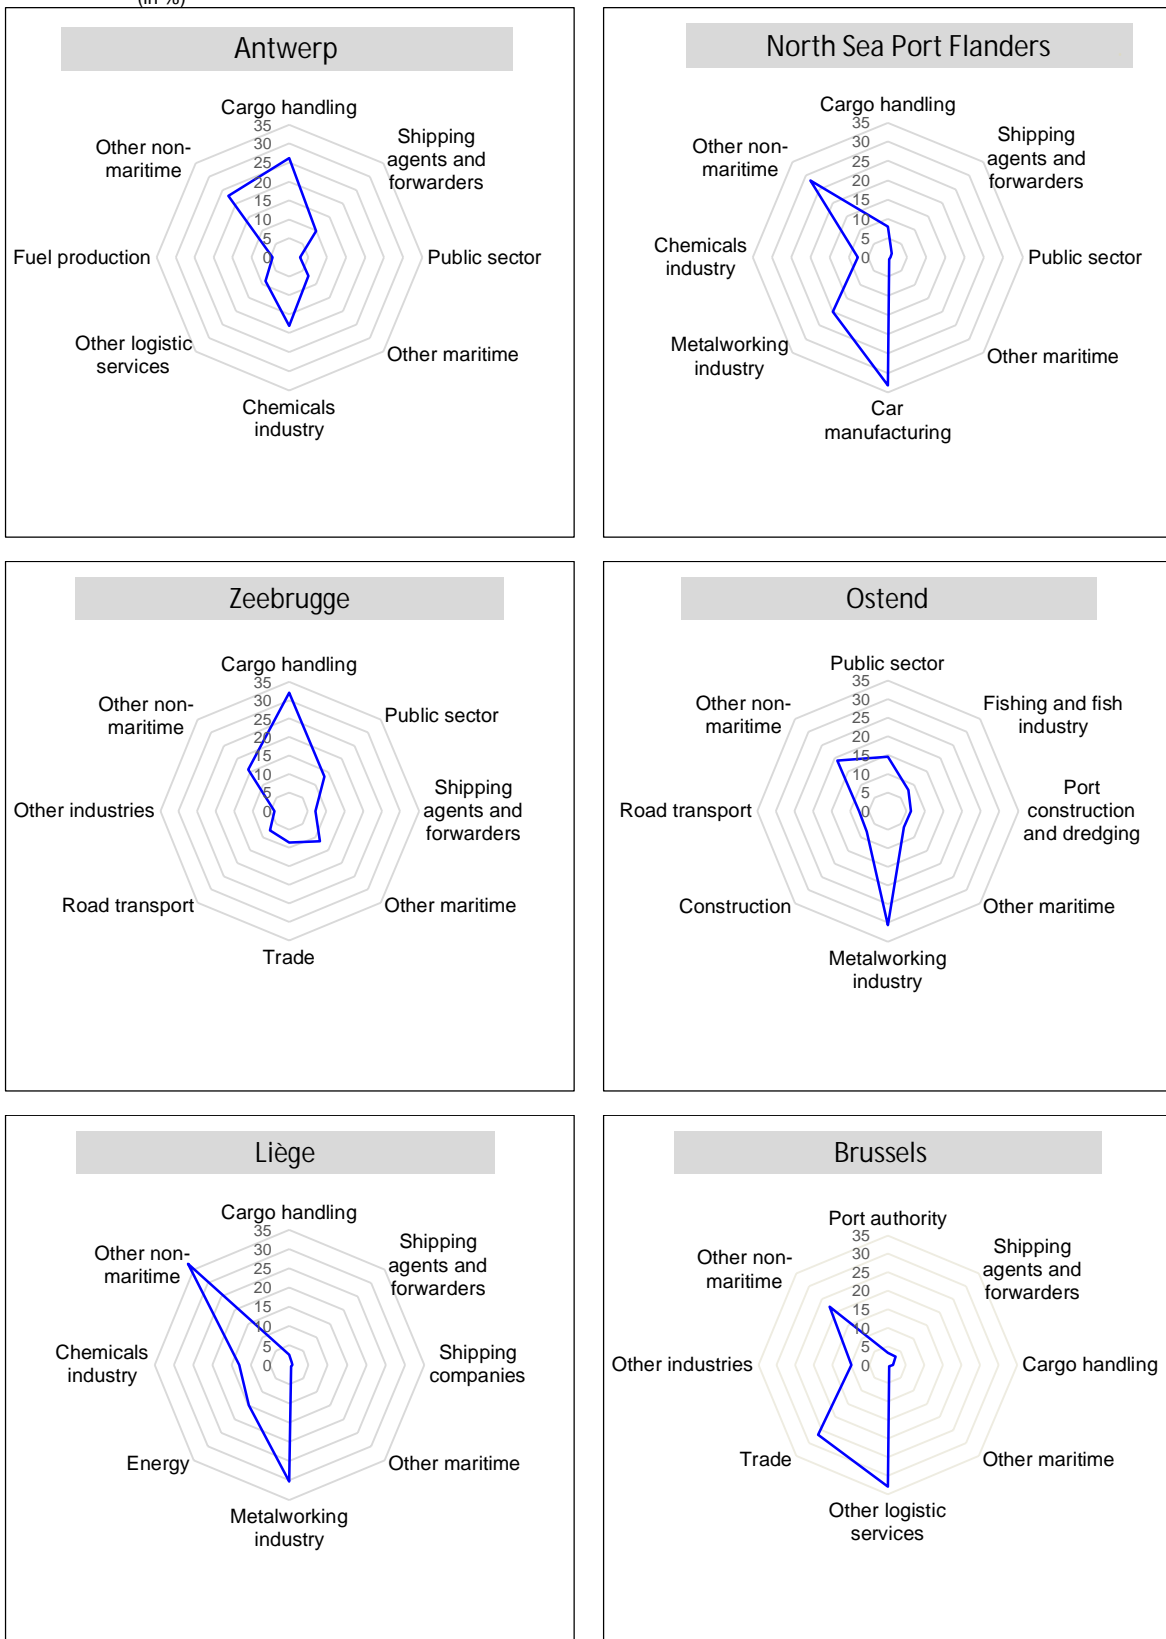 (in %)
Antwerp
Cargo handling
Shipping
agents and
forwarders
Public sector
Other maritime
Chemicals
industry
Other logistic
services
Fuel production
Other non-
maritime
35
30
25
20
15
10
5
0
North Sea Port Flanders
Cargo handling
Shipping
agents and
forwarders
Public sector
Other maritime
Car
manufacturing
Metalworking
industry
Chemicals
industry
Other non-
maritime
35
30
25
20
15
10
5
0
Zeebrugge
Cargo handling
Public sector
Shipping
agents and
forwarders
Other maritime
Trade
Road transport
Other industries
Other non-
maritime
35
30
25
20
15
10
5
0
Ostend
Public sector
Fishing and fish
industry
Port
construction
and dredging
Other maritime
Metalworking
industry
Construction
Road transport
Other non-
maritime
35
30
25
20
15
10
5
0
Liège
Cargo handling
Shipping
agents and
forwarders
Shipping
companies
Other maritime
Metalworking
industry
Energy
Chemicals
industry
Other non-
maritime
35
30
25
20
15
10
5
0
Brussels
Port authority
Shipping
agents and
forwarders
Cargo handling
Other maritime
Other logistic
services
Trade
Other industries
Other non-
maritime
35
30
25
20
15
10
5
0